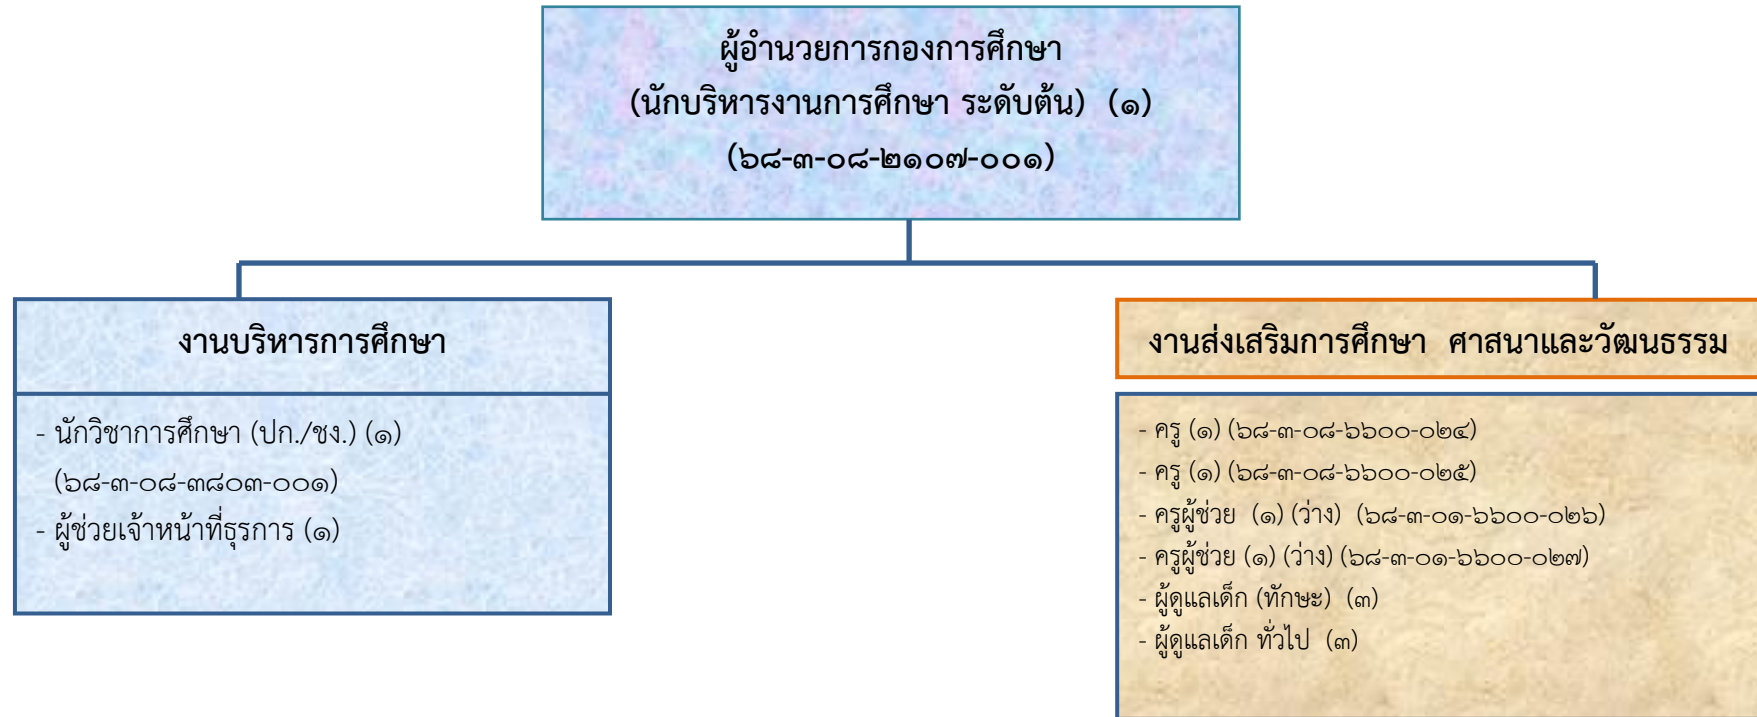 ผู้อำนวยการกองการศึกษา
(นักบริหารงานการศึกษา ระดับต้น) (๑)
(๖๘-๓-๐๘-๒๑๐๗-๐๐๑)
งานบริหารการศึกษา
- นักวิชาการศึกษา (ปก./ชง.) (๑)
(๖๘-๓-๐๘-๓๘๐๓-๐๐๑)
- ผู้ช่วยเจ้าหน้าที่ธุรการ (๑)
งานส่งเสริมการศึกษา ศาสนาและวัฒนธรรม
- ครู (๑) (๖๘-๓-๐๘-๖๖๐๐-๐๒๔)
- ครู (๑) (๖๘-๓-๐๘-๖๖๐๐-๐๒๕)
- ครูผู้ช่วย (๑) (ว่าง) (๖๘-๓-๐๑-๖๖๐๐-๐๒๖)
- ครูผู้ช่วย (๑) (ว่าง) (๖๘-๓-๐๑-๖๖๐๐-๐๒๗)
- ผู้ดูแลเด็ก (ทักษะ) (๓)
- ผู้ดูแลเด็ก ทั่วไป (๓)